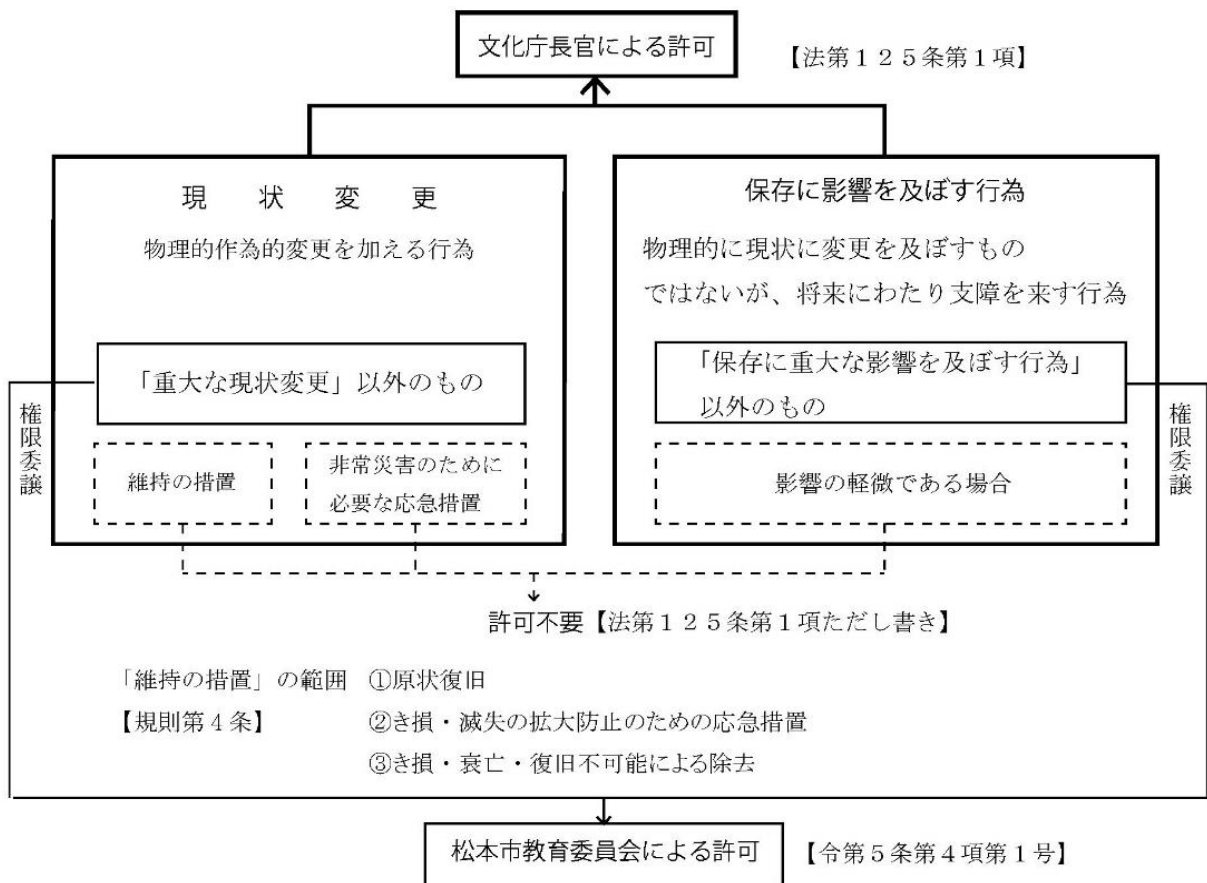 文化庁長官による許可
【法第１２５条第１項】
現　状　変　更
物理的作為的変更を加える行為
「重大な現状変更」以外のもの
維持の措置
非常災害のために
必要な応急措置
保存に影響を及ぼす行為
物理的に現状に変更を及ぼすもの
ではないが、将来にわたり支障を来す行為
「保存に重大な影響を及ぼす行為」
以外のもの
影響の軽微である場合
権限委譲
権限委譲
許可不要【法第１２５条第１項ただし書き】
「維持の措置」の範囲　①原状復旧
【規則第４条】　②き損・滅失の拡大防止のための応急措置
③き損・衰亡・復旧不可能による除去
松本市教育委員会による許可
【令第５条第４項第１号】